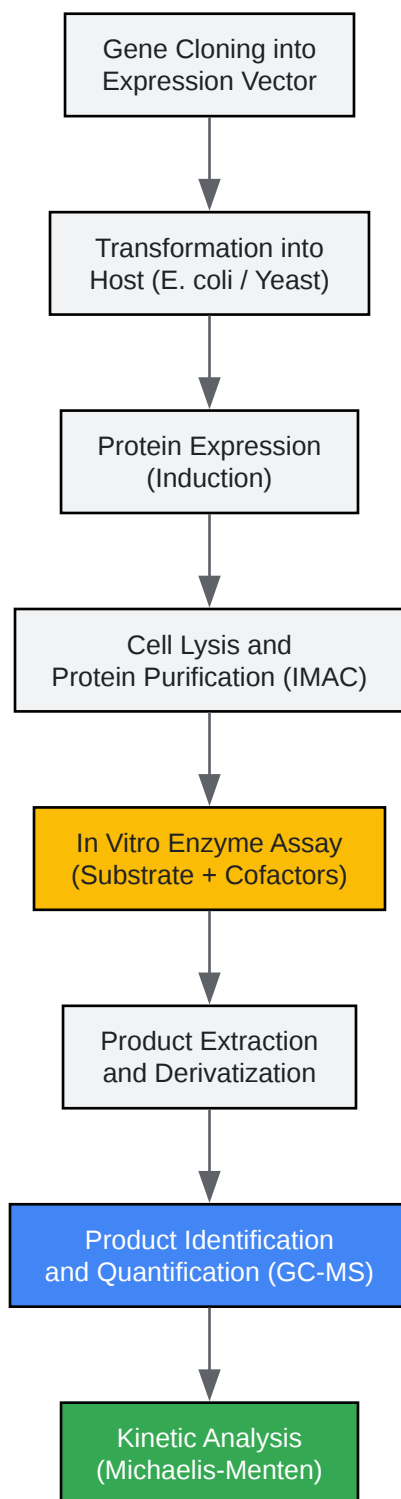 Gene Cloning into
Expression Vector
Transformation into
Host (E. coli / Yeast)
Protein Expression
(Induction)
Cell Lysis and
Protein Purification (IMAC)
In Vitro Enzyme Assay
(Substrate + Cofactors)
Product Extraction
and Derivatization
Product Identification
and Quantification (GC-MS)
Kinetic Analysis
(Michaelis-Menten)